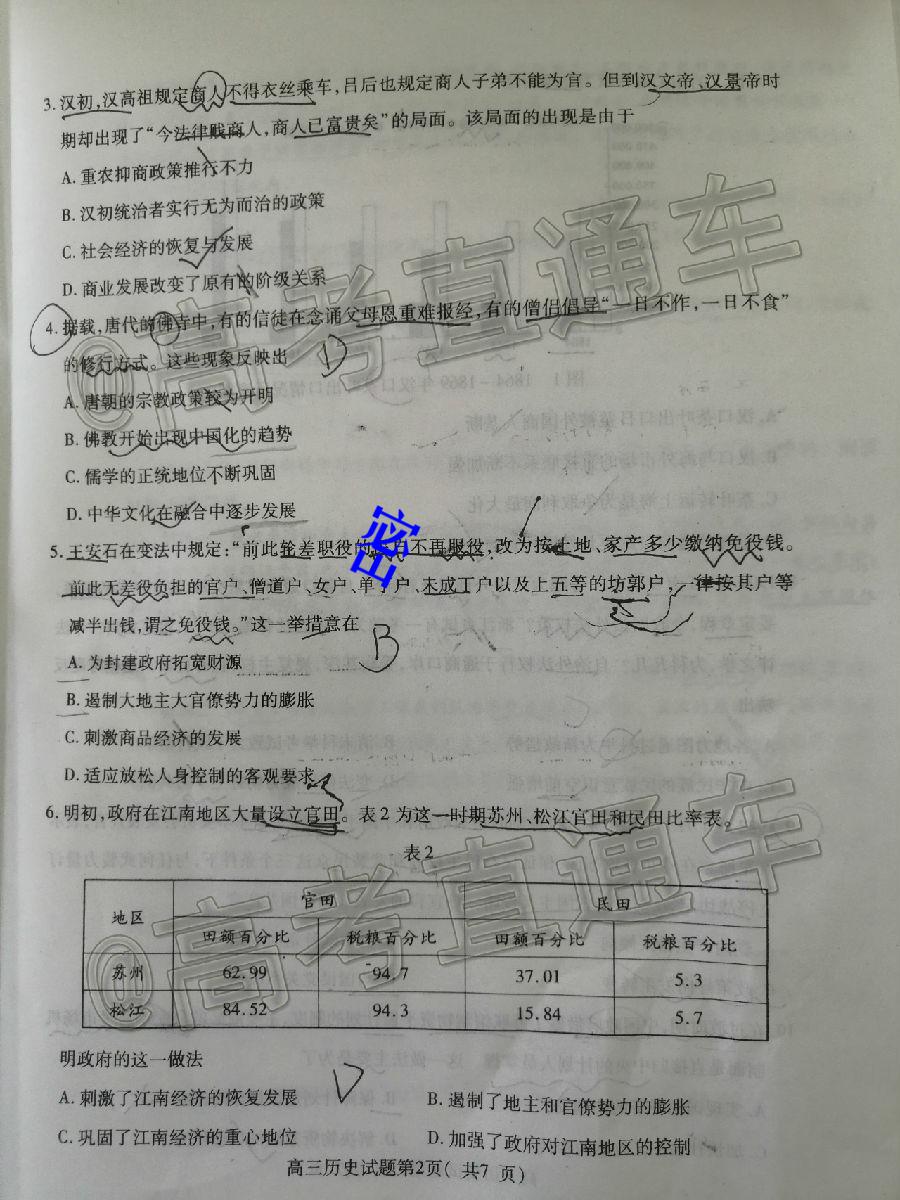 3.汉初,汉高祖规定商人不得衣丝乘车,吕后也规定商人子弟不能为官。但到汉文帝、汉景帝时
期却出现了“今法律贱商人,商人已富贵矣”的局面。该局面的出现是由于
A.重农抑商政策推行不力
B.汉初统治者实行无为而治的政策
C.社会经济的恢复与发展
D.商业发展改变了原有的阶级关系
4.据载,唐代的佛寺中,有的信徒在念诵父母恩重难报经,有的僧侣倡导“一日不作,一日不食”
的修行方式。这些现象反映出 D
A.唐朝的宗教政策较为开明
B.佛教开始出现中国化的趋势
C.儒学的正统地位不断巩固
D.中华文化在融合中逐步发展
密
5.王安石在变法中规定:“前此轮差职役的 户不再服役,改为按土地、家产多少缴纳免役钱。
前此无差役负担的官户、僧道户、女户、单丁户、未成丁户以及上五等的坊郭户,一律按其户等
减半出钱,谓之免役钱。”这一举措意在 B
A.为封建政府拓宽财源
B.遏制大地主大官僚势力的膨胀
C.刺激商品经济的发展
D.适应放松人身控制的客观要求
6.明初,政府在江南地区大量设立官田。表2为这一时期苏州、松江官田和民田比率表。
表2
地区 官田 民田
田额百分比 税粮百分比 田额百分比 税粮百分比
苏州 62.99 94.7 37.01 5.3
松江 84.52 94.3 15.84 5.7
明政府的这一做法 D
A.刺激了江南经济的恢复发展 B.遏制了地主和官僚势力的膨胀
C.巩固了江南经济的重心地位 D.加强了政府对江南地区的控制
高三历史试题第2页(共7 页)
@高考直通车
@高考直通车